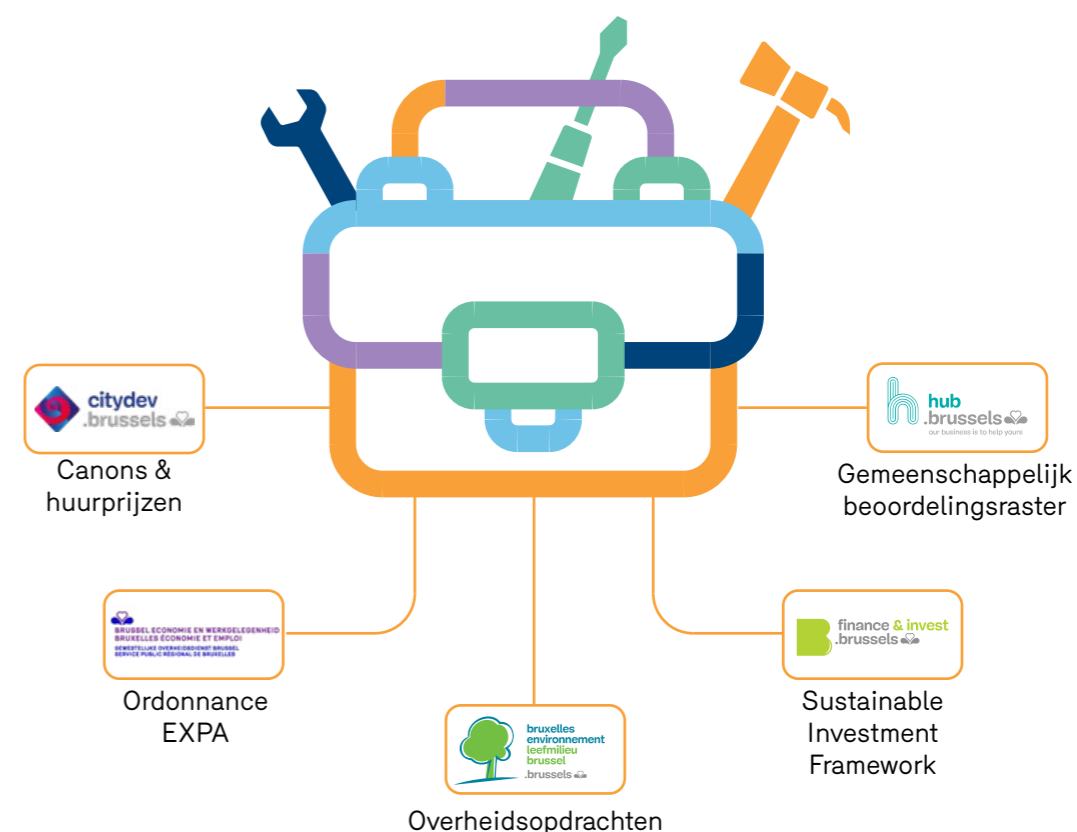 citydev
.brussels
Canons &
huurprijzen
hub
.brussels
our business is to help yours
Gemeenschappelijk
beoordelingsraster
BRUSSEL ECONOMIE EN WERKGELEGENHEID
BRUXELLES ÉCONOMIE ET EMPLOI
GEWESTELIJKE OVERHEIDSDIENST BRUSSEL
SERVICE PUBLIC RÉGIONAL DE BRUXELLES
Ordonnance
EXPA
finance & invest
.brussels
Sustainable
Investment
Framework
bruxelles
environnement
leefmilieu
brussel
.brussels
Overheidsopdrachten